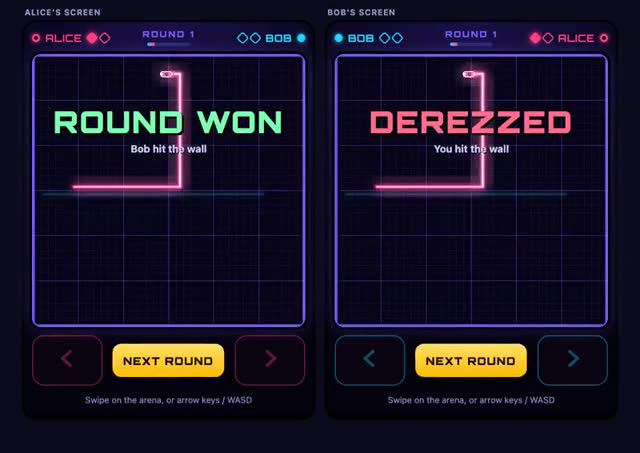 ALICE'S SCREEN
ALICE
ROUND 1
BOB
ROUND WON
Bob hit the wall
NEXT ROUND
Swipe on the arena, or arrow keys / WASD
BOB'S SCREEN
BOB
ROUND 1
ALICE
DEREZZED
You hit the wall
NEXT ROUND
Swipe on the arena, or arrow keys / WASD